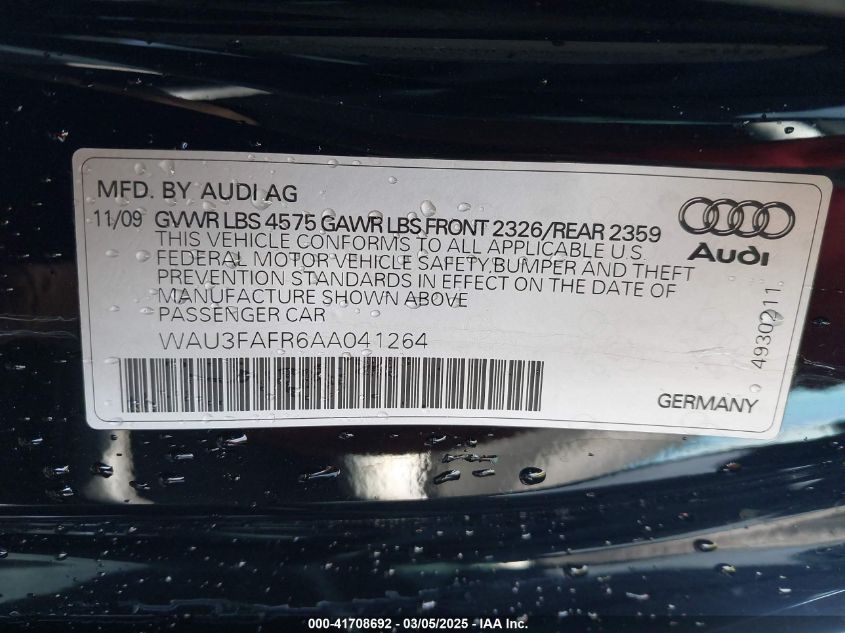 MFD. BY AUDI AG
11/09 GVWR LBS 4575 GAWR LBS FRONT 2326/REAR 2359
THIS VEHICLE CONFORMS TO ALL APPLICABLE U.S.
FEDERAL MOTOR VEHICLE SAFETY,BUMPER AND THEFT
PREVENTION STANDARDS IN EFFECT ON THE DATE OF
MANUFACTURE SHOWN ABOVE
PASSENGER CAR
WAU3FAFR6AA041264
Audi
4930211
GERMANY
000-41708692 - 03/05/2025 - IAA Inc.